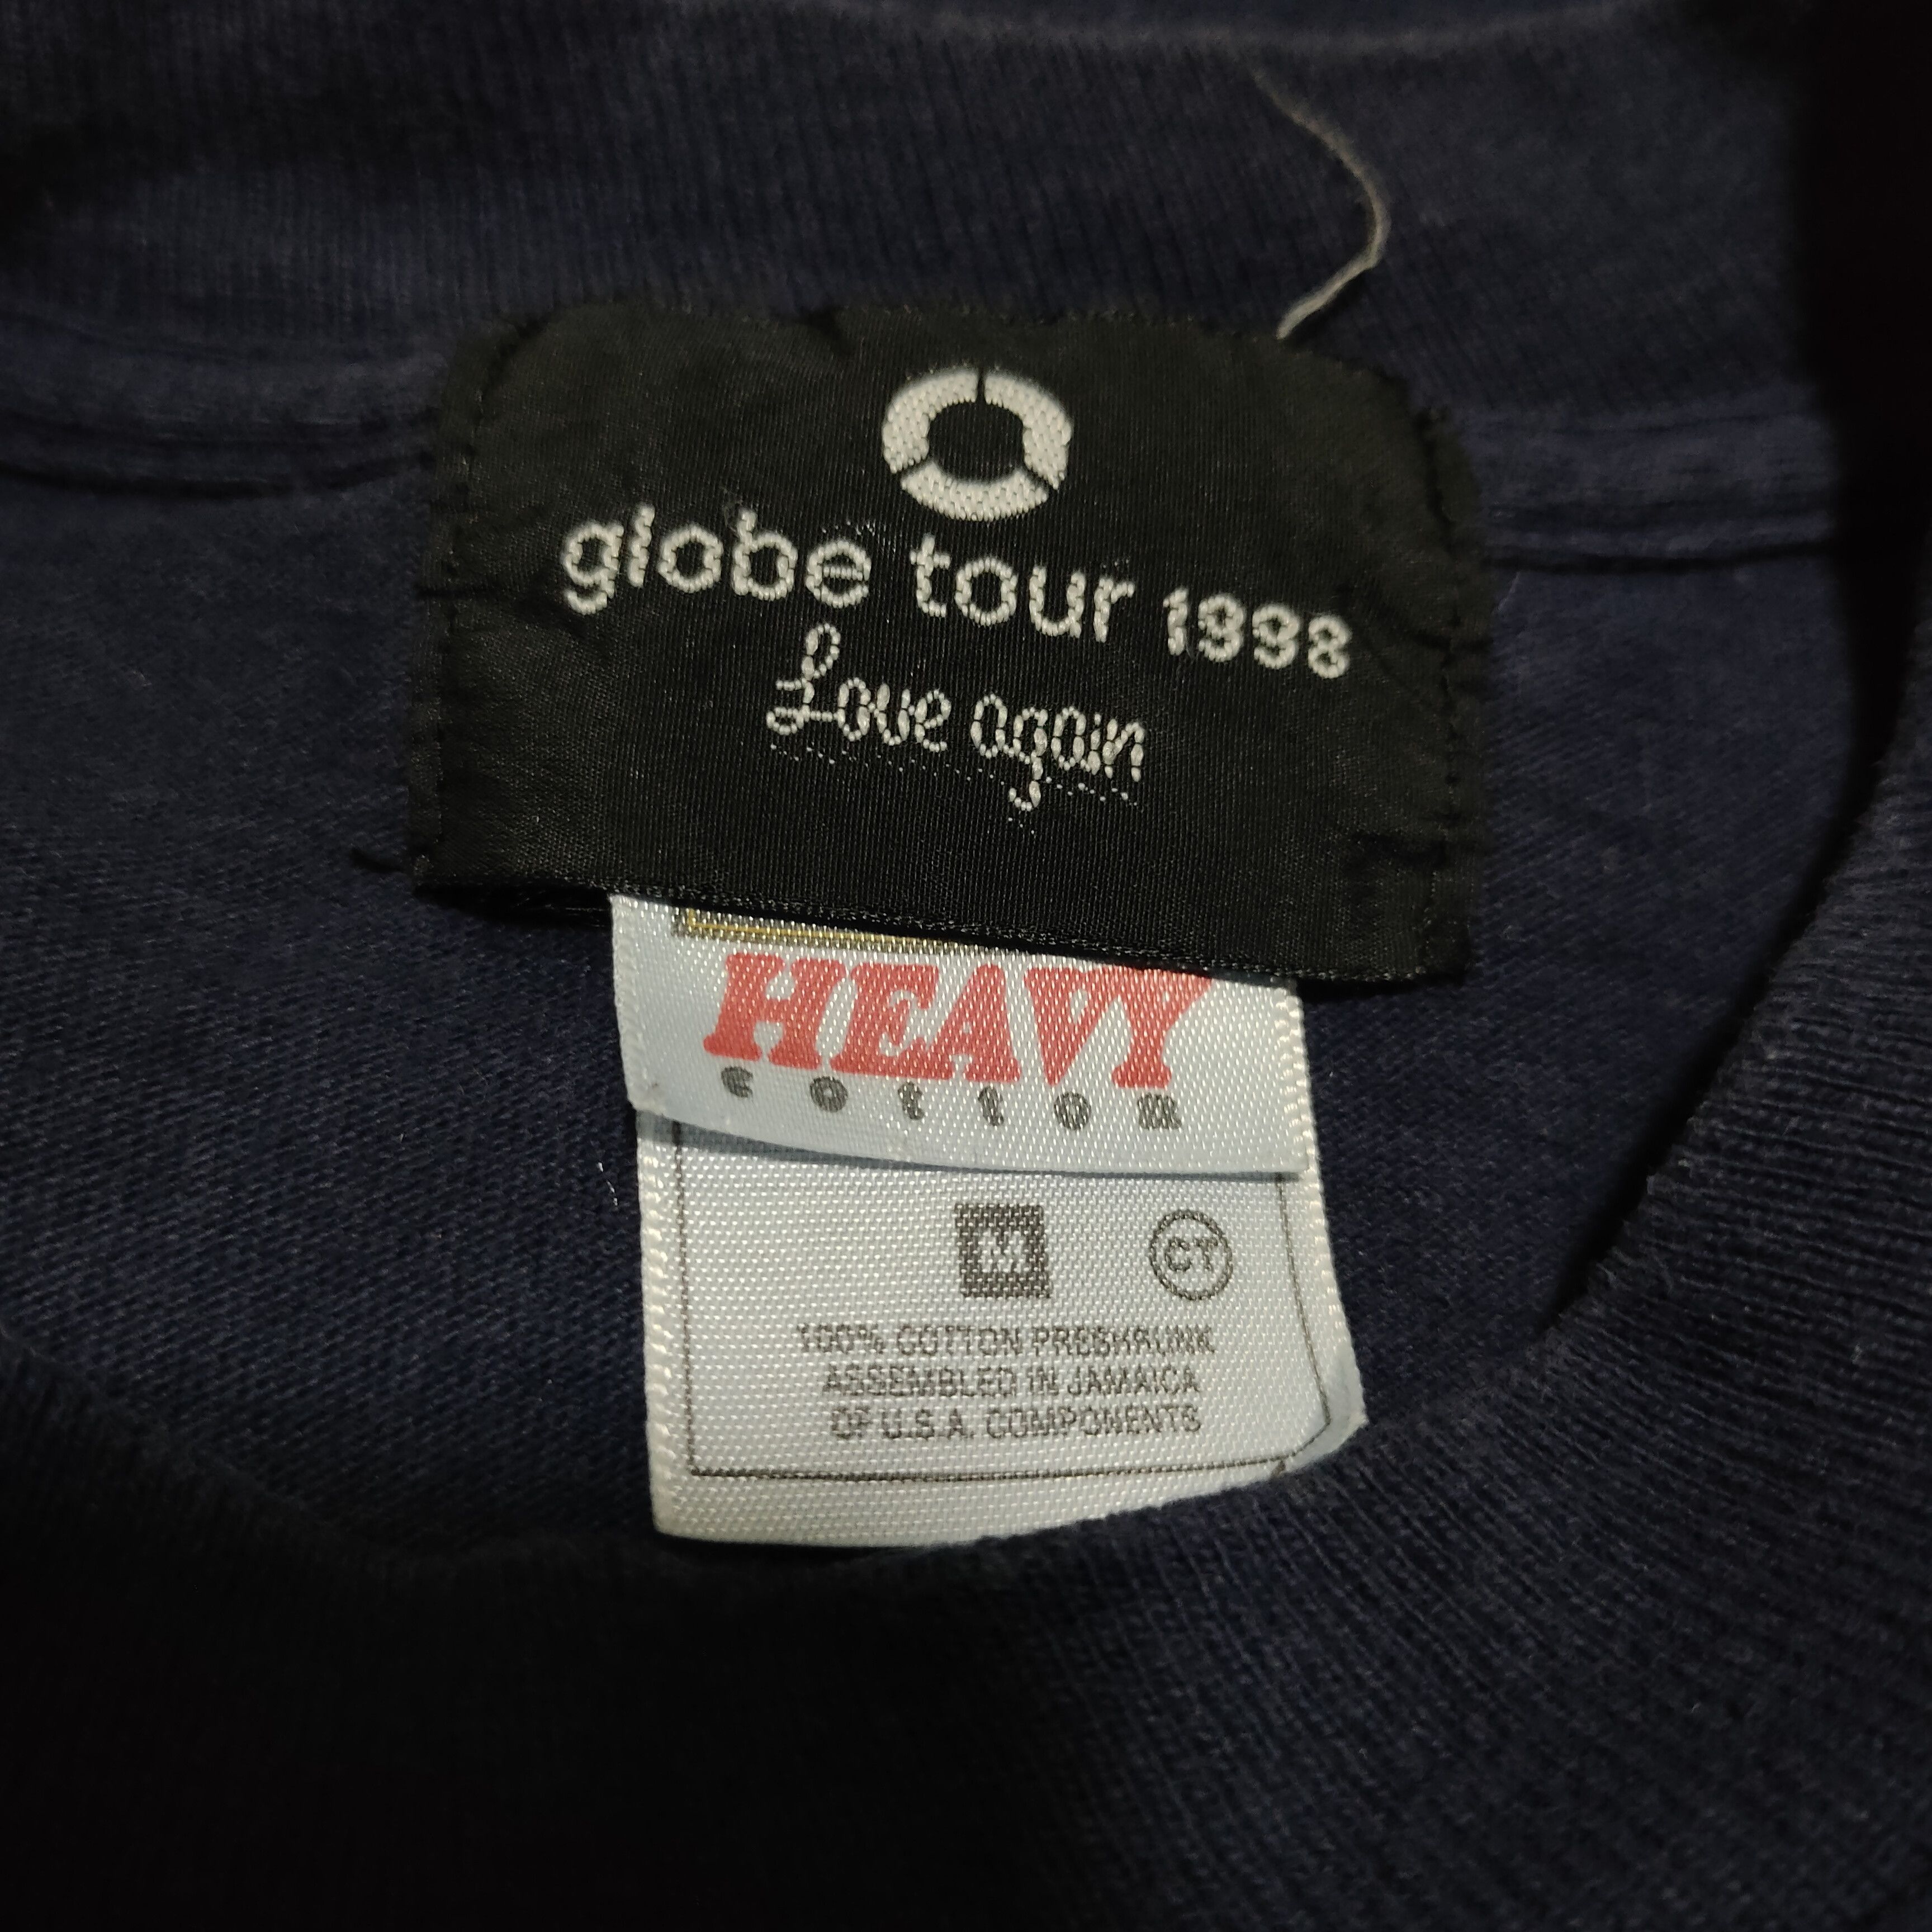 globe tour 1998
Love again
HEAVY
cotton
M CT
100% COTTON PRESHRUNK
ASSEMBLED IN JAMAICA
OF U.S.A. COMPONENTS